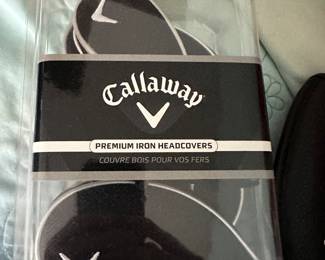 Callaway
PREMIUM IRON HEADCOVERS
COUVRE BOIS POUR VOS FERS